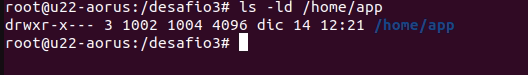 root@u22-aorus:/desafio3# ls -ld /home/app
drwxr-x--- 3 1002 1004 4096 dic 14 12:21 /home/app
root@u22-aorus:/desafio3#